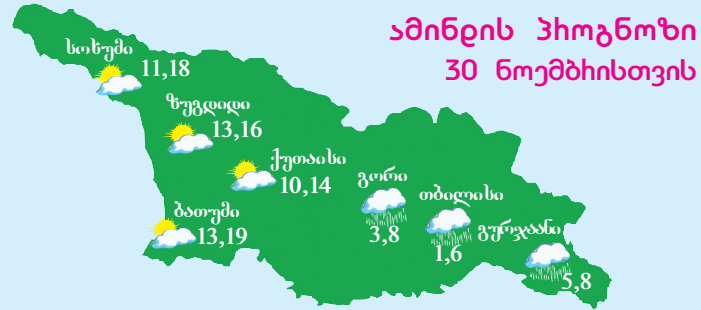 ამინდის პროგნოზი
30 ნოემბრისთვის
სოხუმი
11,18
ზუგდიდი
13,16
ქუთაისი
10,14
გორი
3,8
თბილისი
1,6
ბათუმი
13,19
გურჯაანი
5,8